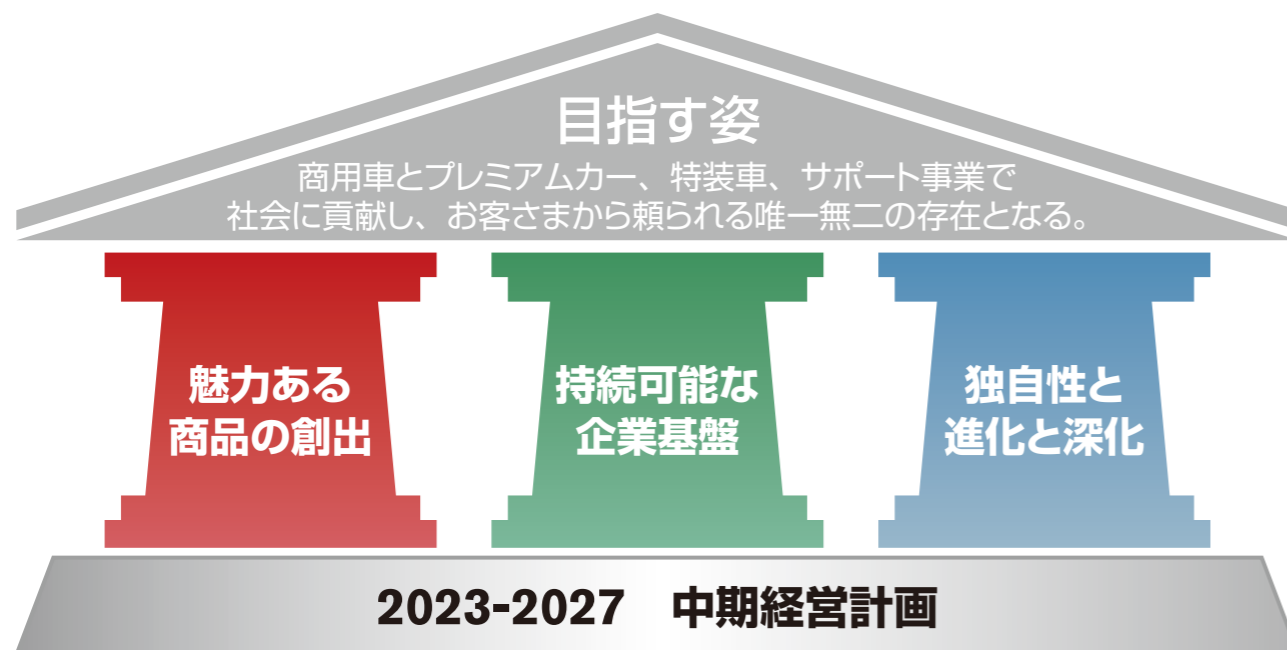 目指す姿
商用車とプレミアムカー、特装車、サポート事業で
社会に貢献し、お客さまから頼られる唯一無二の存在となる。
魅力ある
商品の創出
持続可能な
企業基盤
独自性と
進化と深化
2023-2027　中期経営計画